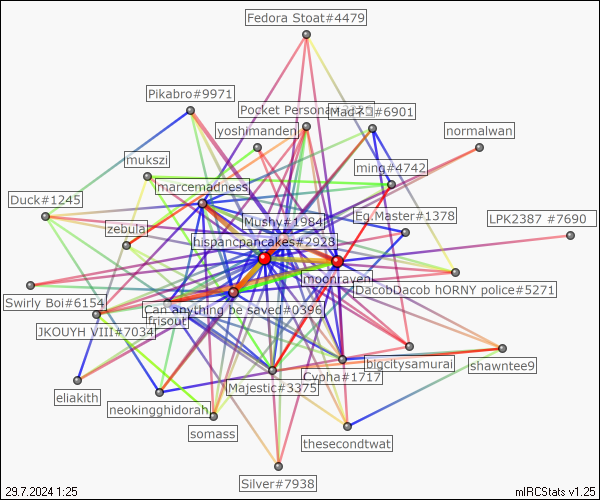 Fedora Stoat#4479
Pikabro#9971
Pocket Persona
#6901
yoshimanden
normalwan
mukszi
ming#4742
marcemadness
Duck#1245
Mushy#1984
Eg.Master#1378
LPK2387 #7690
zebula
hispancpancakes#2928
moonraven
DacobDacob hORNY police#5271
Swirly Boi#6154
Can anything be saved#0396
frisout
JKOUYH VIII#7034
bigcitysamurai
shawntee9
Cypha#1717
Majestic#3375
eliakith
neokingghidorah
somass
thesecondtwat
Silver#7938
29.7.2024 1:25
mIRCStats v1.25